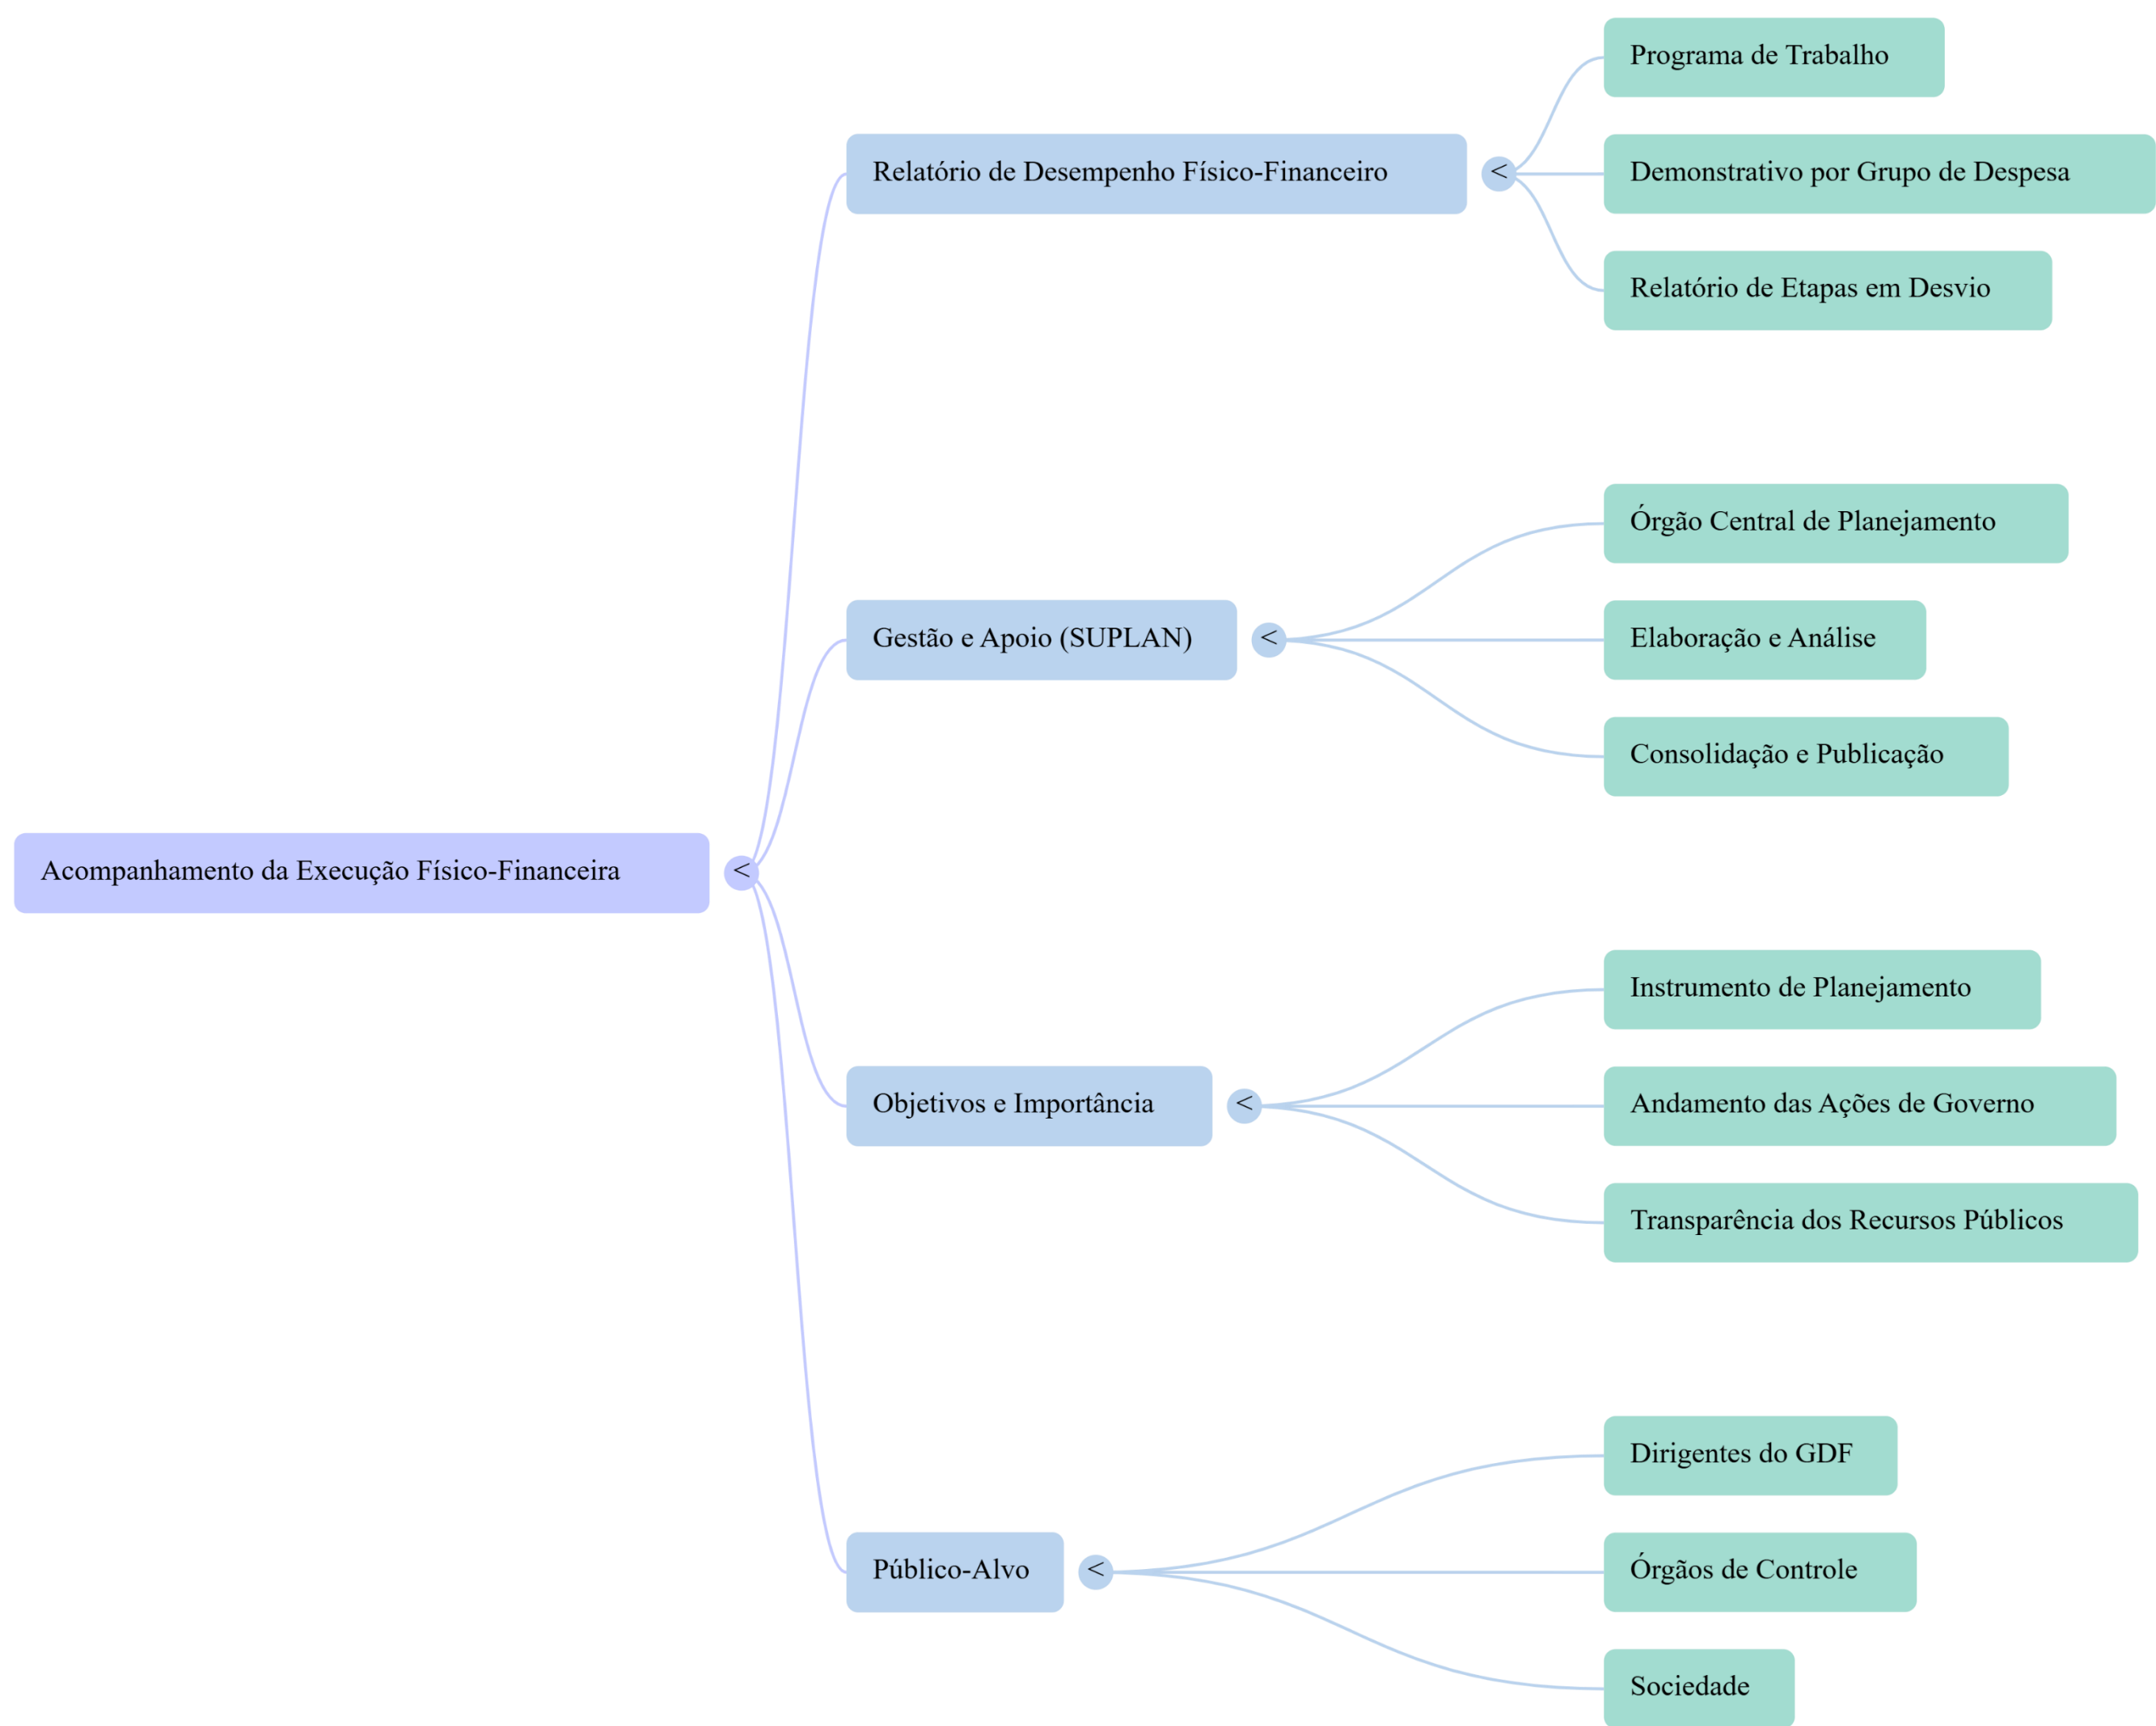 Acompanhamento da Execução Físico-Financeira
<
Relatório de Desempenho Físico-Financeiro
<
Programa de Trabalho
Demonstrativo por Grupo de Despesa
Relatório de Etapas em Desvio
Gestão e Apoio (SUPLAN)
<
Órgão Central de Planejamento
Elaboração e Análise
Consolidação e Publicação
Objetivos e Importância
<
Instrumento de Planejamento
Andamento das Ações de Governo
Transparência dos Recursos Públicos
Público-Alvo
<
Dirigentes do GDF
Órgãos de Controle
Sociedade